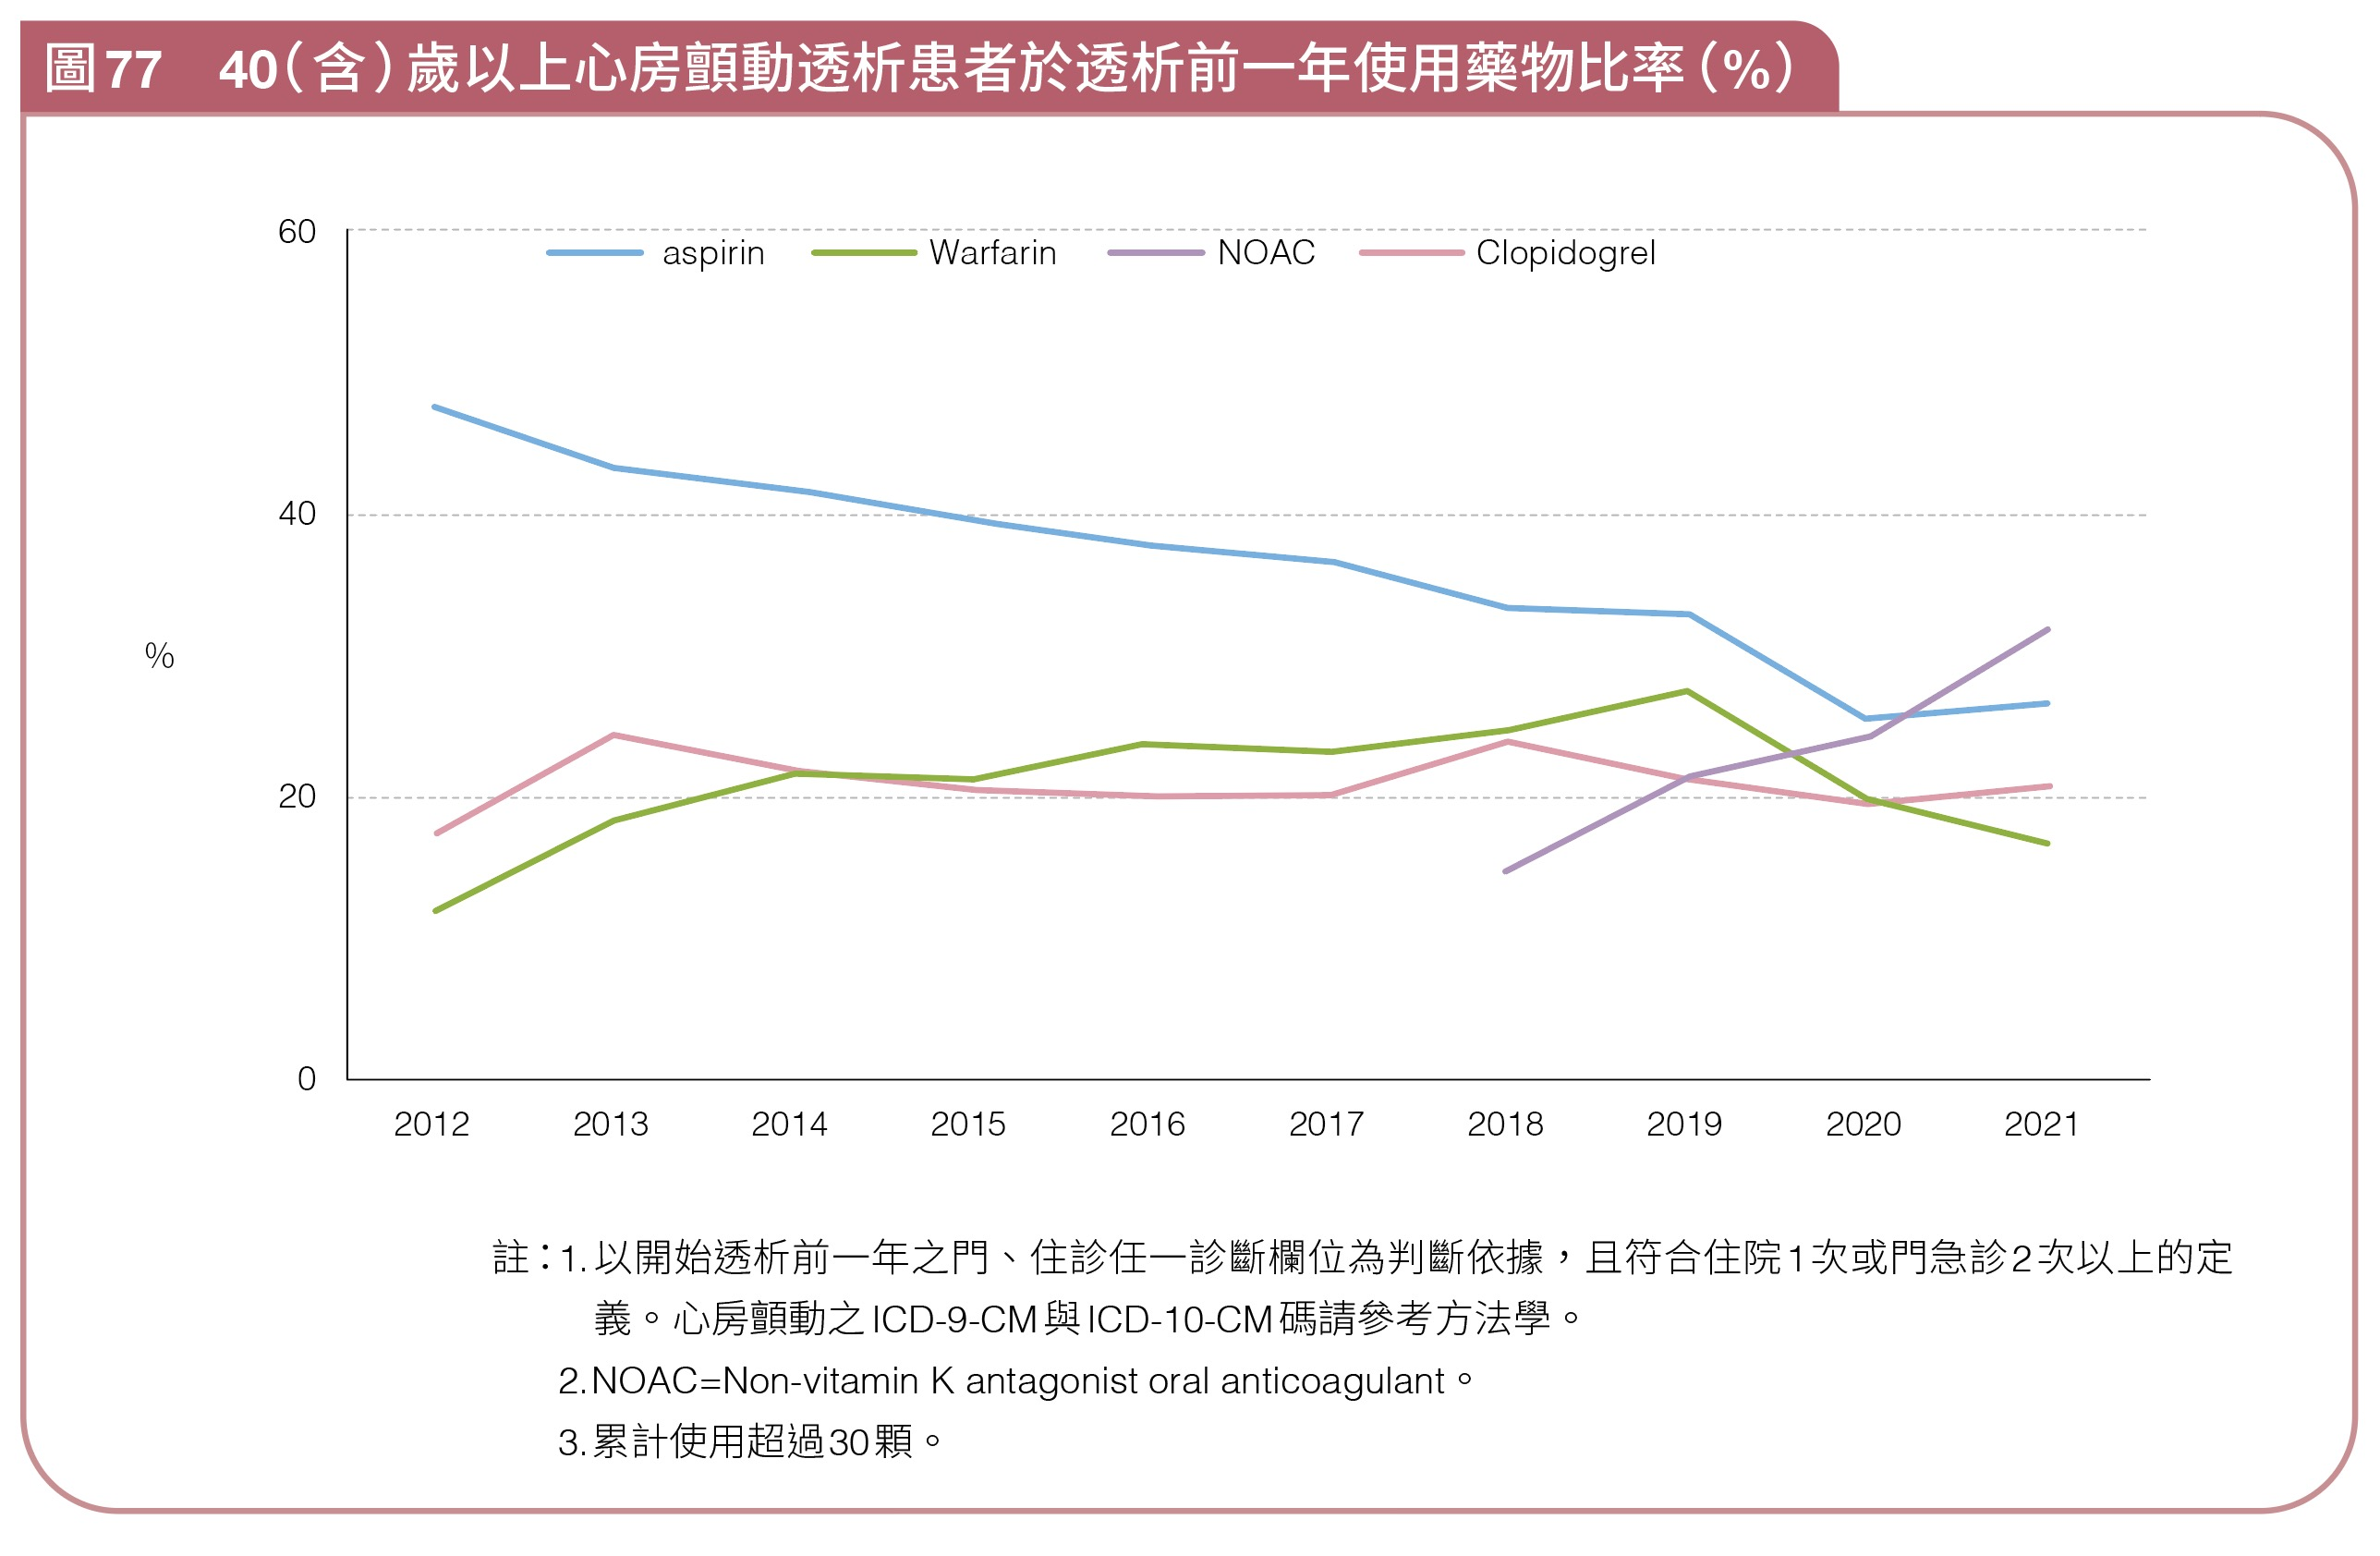 圖77 40(含)歲以上心房顫動透析患者於透析前一年使用藥物比率(%)
60
aspirin Warfarin NOAC Clopidogrel
40
%
20
0
2012 2013 2014 2015 2016 2017 2018 2019 2020 2021
註：1.以開始透析前一年之門、住診任一診斷欄位為判斷依據，且符合住院1次或門急診2次以上的定
義。心房顫動之ICD-9-CM與ICD-10-CM碼請參考方法學。
2.NOAC=Non-vitamin K antagonist oral anticoagulant。
3.累計使用超過30顆。